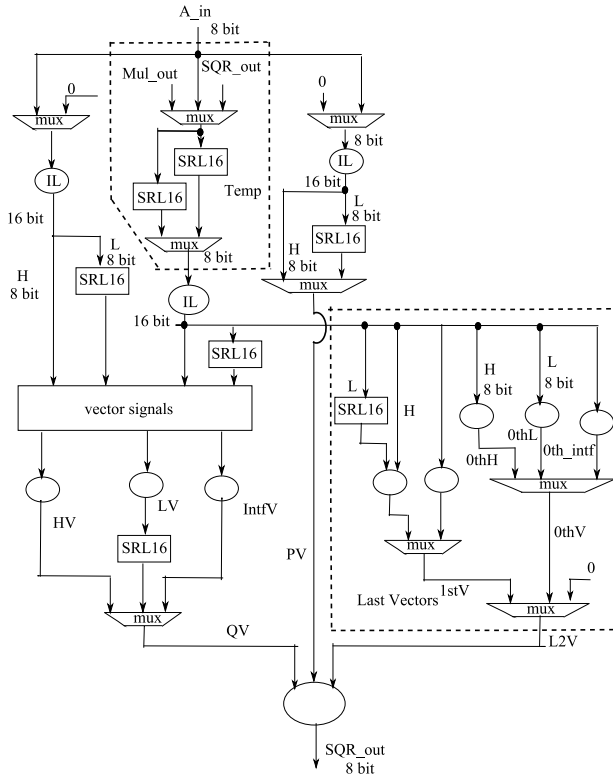 A_in
8 bit
Mul_out
SQR_out
0
0
mux
mux
mux
8 bit
IL
SRL16
IL
SRL16
Temp
16 bit
16 bit
L
8 bit
L
8 bit
H
8 bit
SRL16
mux
8 bit
H
8 bit
SRL16
mux
IL
16 bit
SRL16
H
8 bit
L
8 bit
L
SRL16
H
vector signals
0thH
0thL
0th_intf
mux
HV
LV
IntfV
SRL16
mux
0thV
PV
1stV
0
Last Vectors
mux
mux
QV
L2V
SQR_out
8 bit